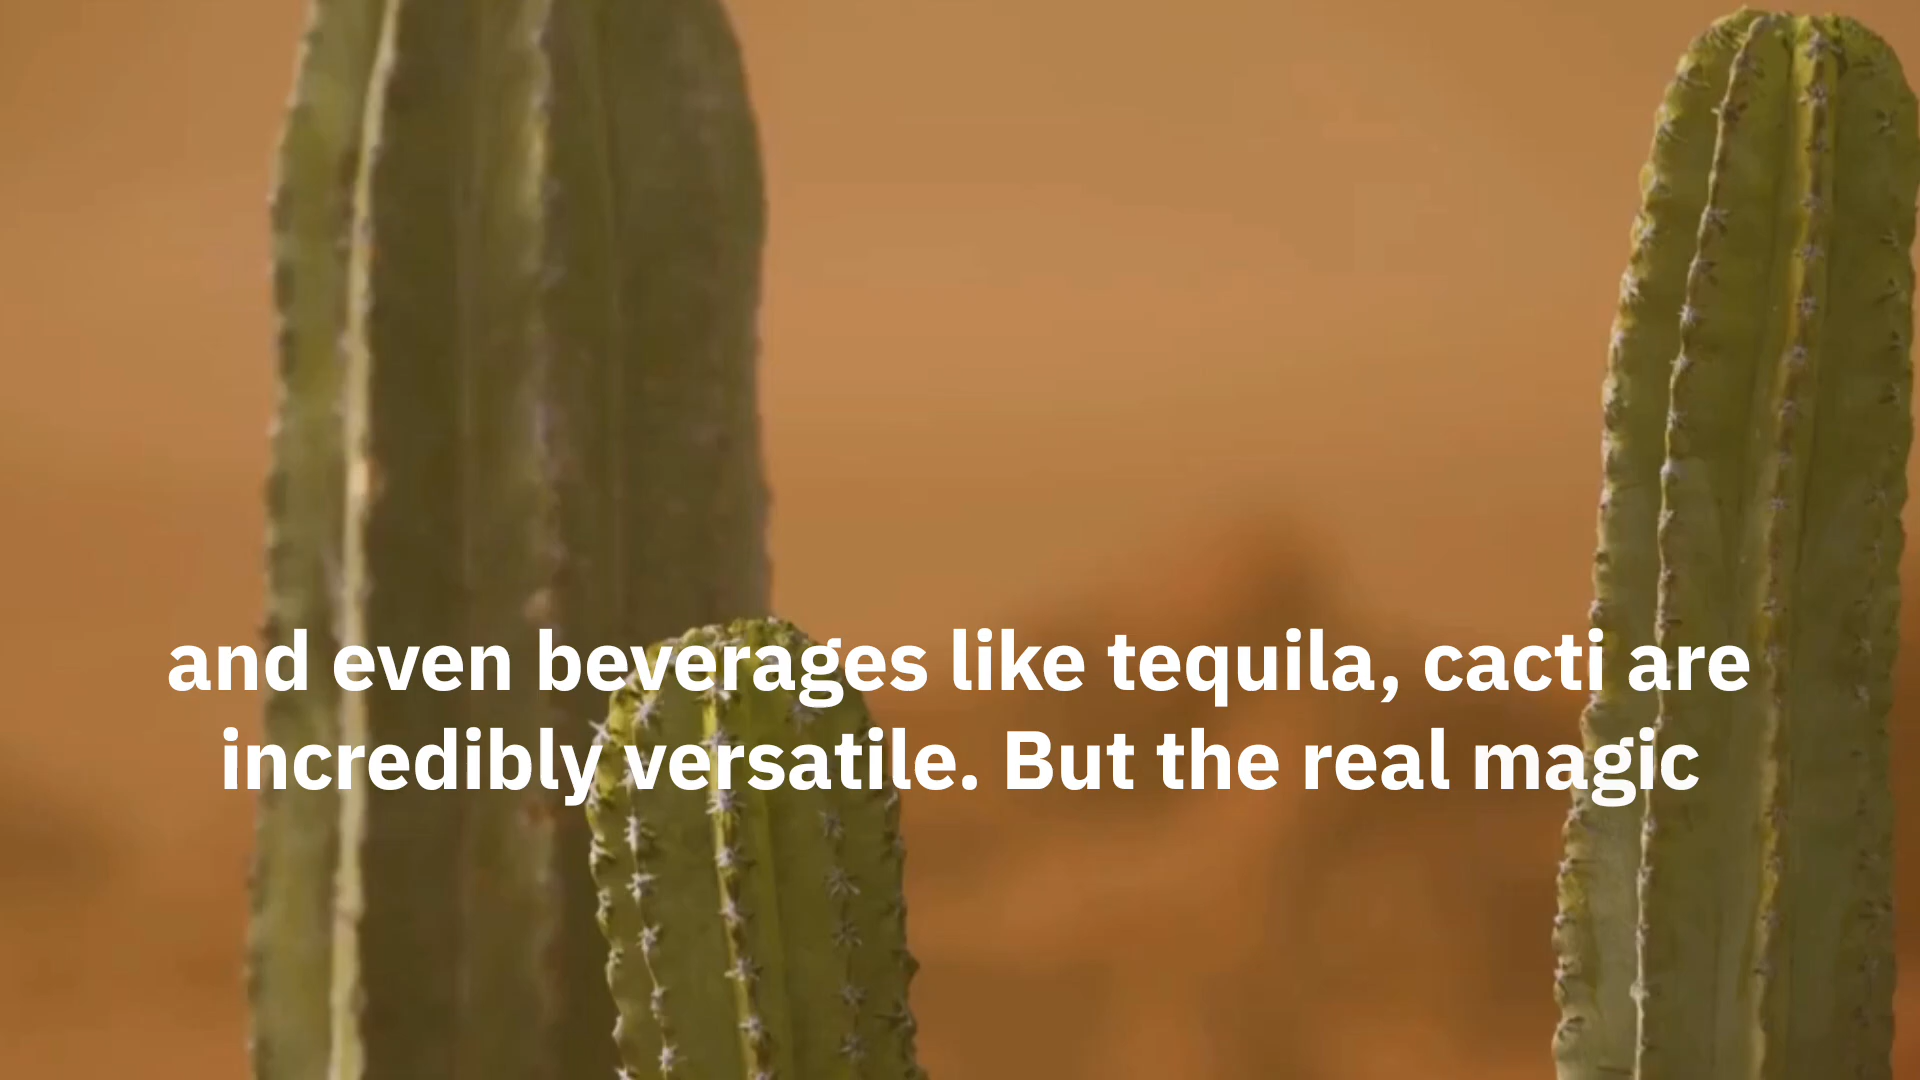 and even beverages like tequila, cacti are
incredibly versatile. But the real magic